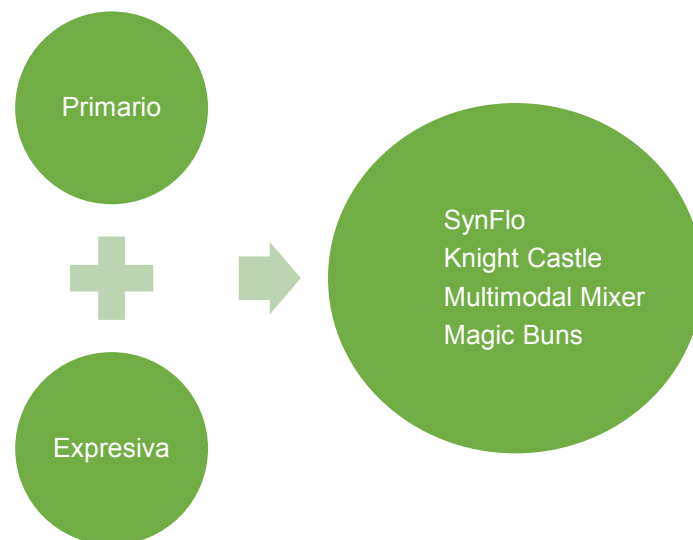 Primario
Expresiva
SynFlo
Knight Castle
Multimodal Mixer
Magic Buns